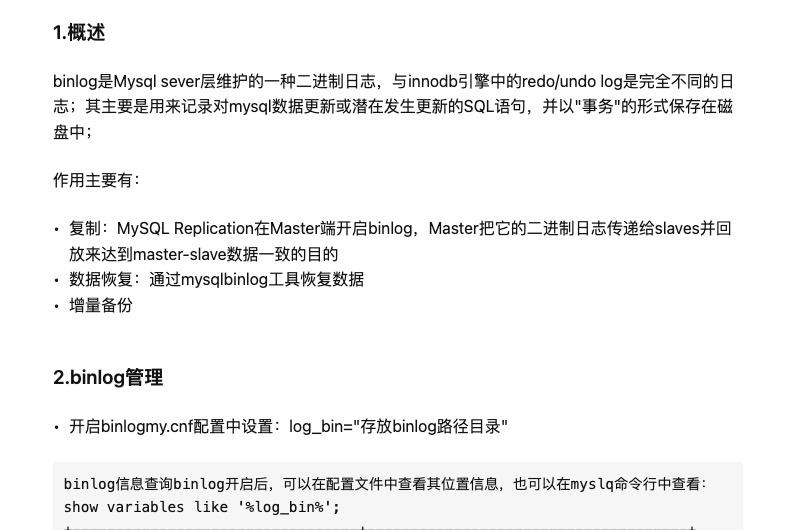 1.概述
binlog是Mysql sever层维护的一种二进制日志，与innodb引擎中的redo/undo log是完全不同的日
志；其主要是用来记录对mysql数据更新或潜在发生更新的SQL语句，并以"事务"的形式保存在磁
盘中；
作用主要有：
• 复制：MySQL Replication在Master端开启binlog，Master把它的二进制日志传递给slaves并回
放来达到master-slave数据一致的目的
• 数据恢复：通过mysqlbinlog工具恢复数据
• 增量备份
2.binlog管理
• 开启binlogmy.cnf配置中设置：log_bin="存放binlog路径目录"
binlog信息查询binlog开启后，可以在配置文件中查看其位置信息，也可以在myslq命令行中查看：
show variables like '%log_bin%';